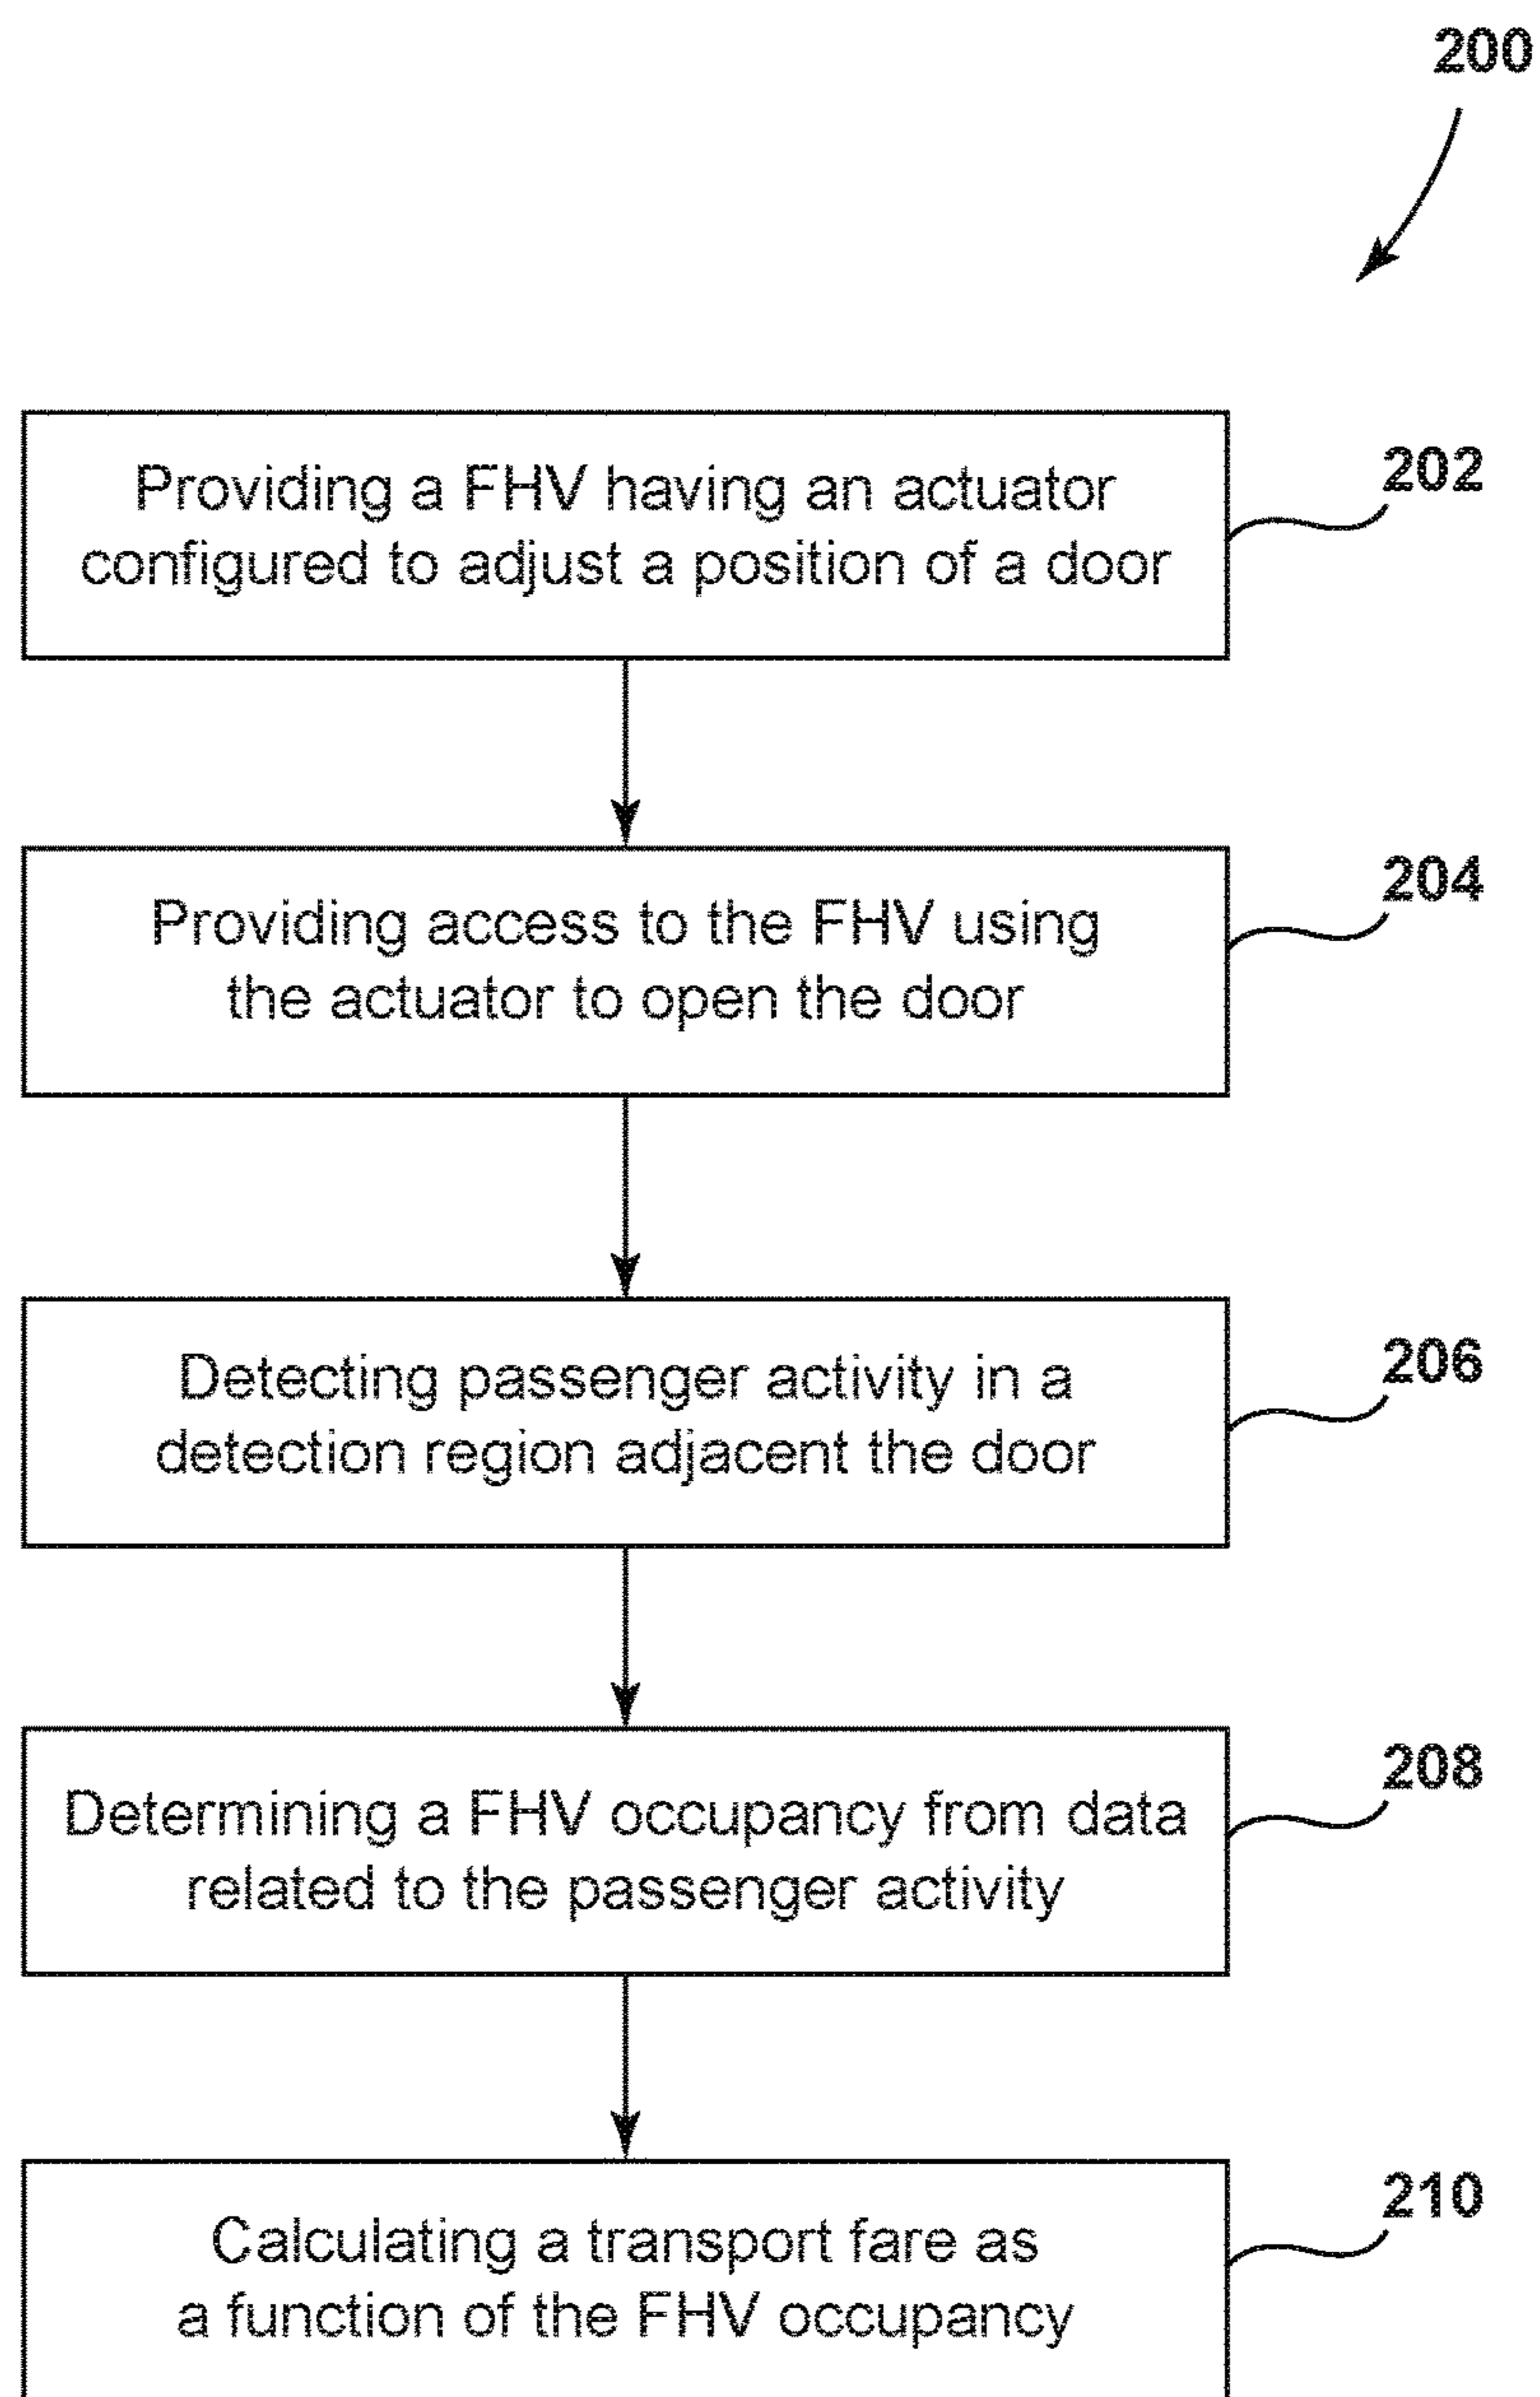 200
Providing a FHV having an actuator
configured to adjust a position of a door
202
Providing access to the FHV using
the actuator to open the door
204
Detecting passenger activity in a
detection region adjacent the door
206
Determining a FHV occupancy from data
related to the passenger activity
208
Calculating a transport fare as
a function of the FHV occupancy
210